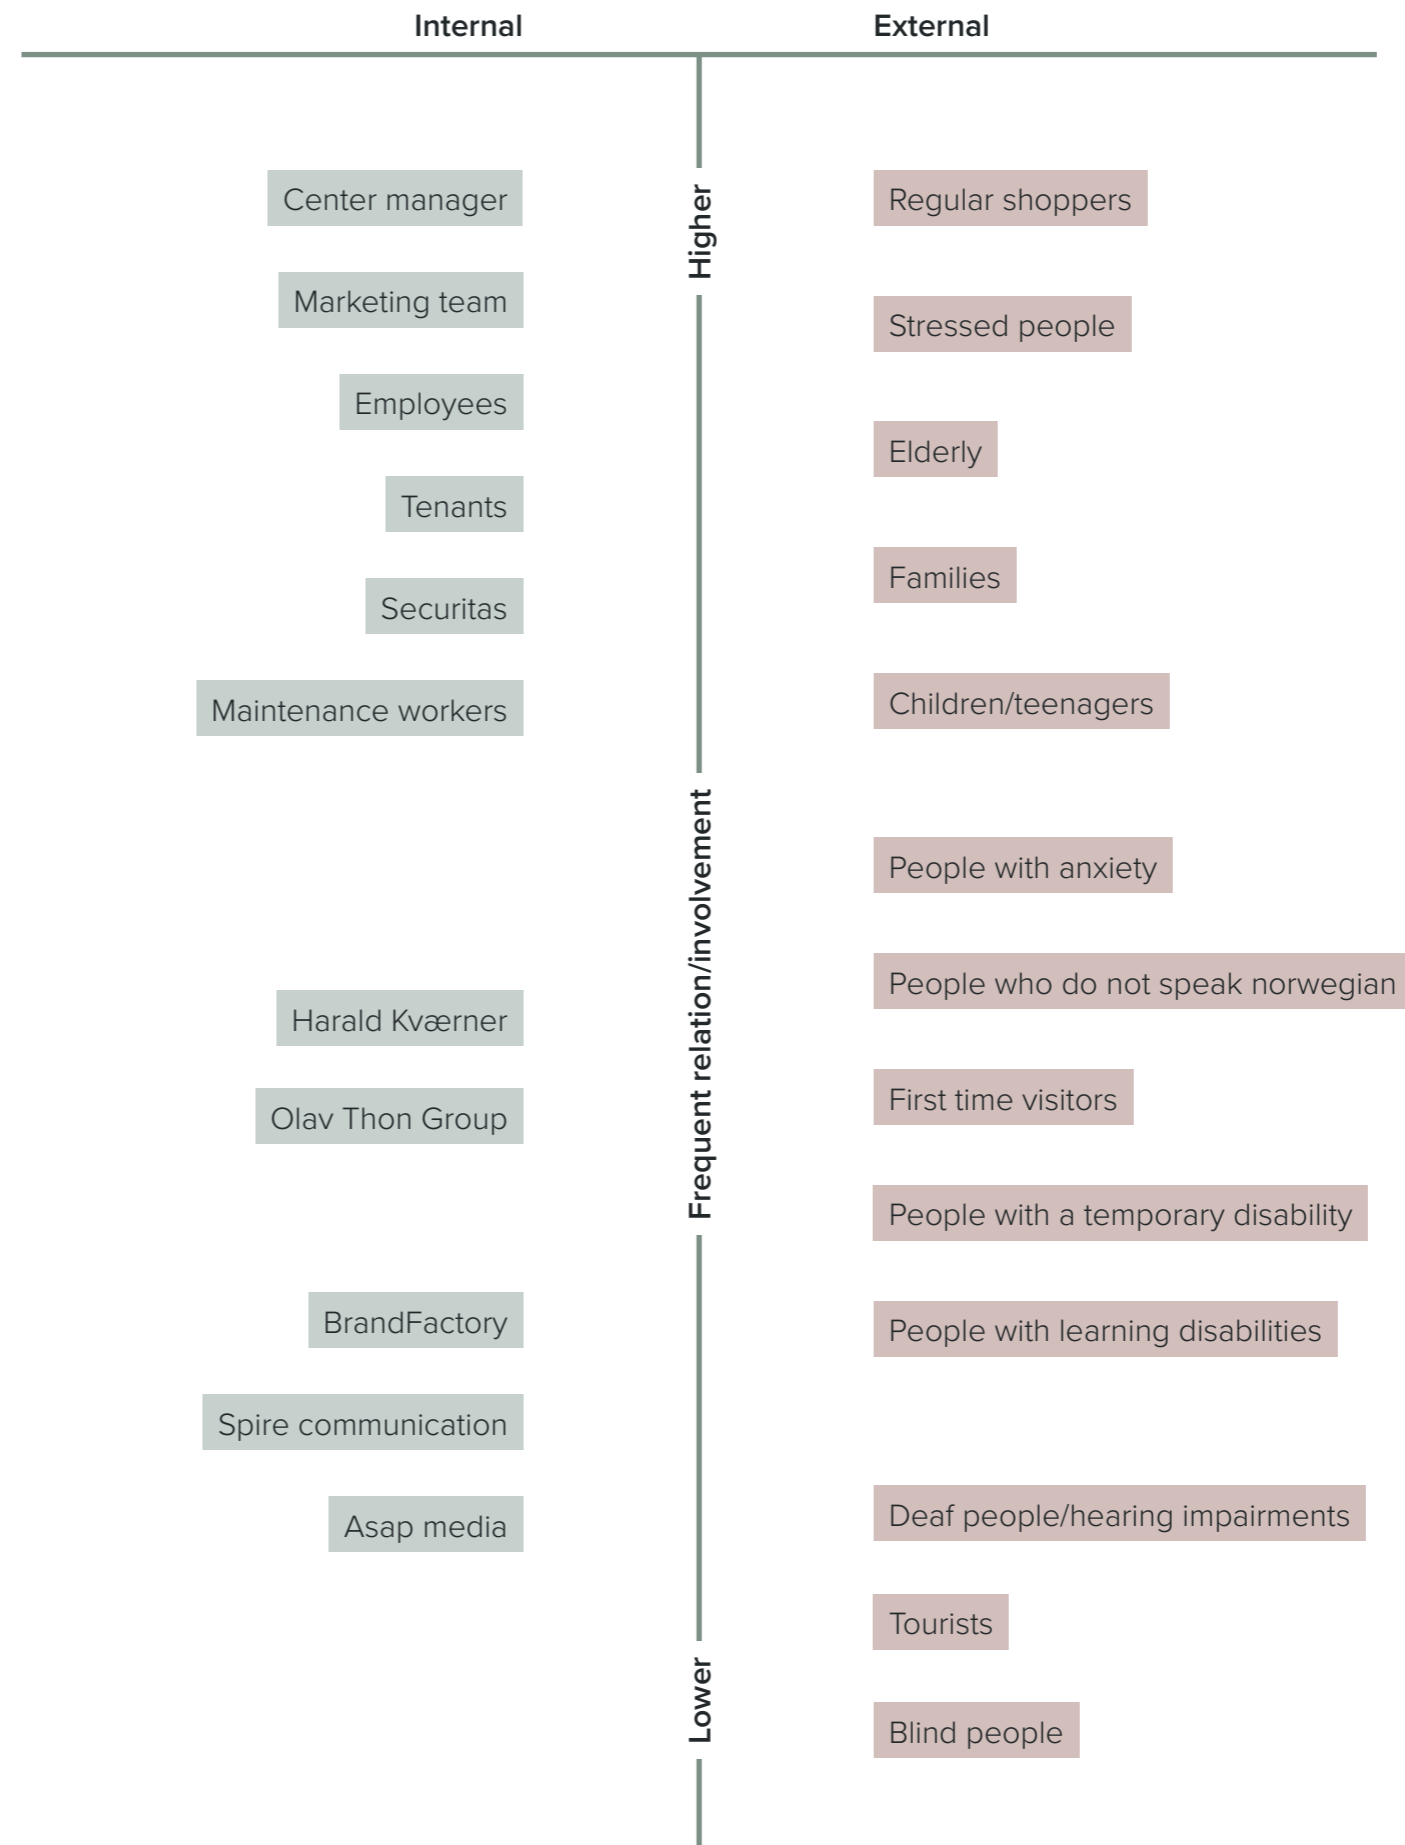 Internal
External
Higher
Frequent relation/involvement
Lower
Center manager
Marketing team
Employees
Tenants
Securitas
Maintenance workers
Harald Kværner
Olav Thon Group
BrandFactory
Spire communication
Asap media
Regular shoppers
Stressed people
Elderly
Families
Children/teenagers
People with anxiety
People who do not speak norwegian
First time visitors
People with a temporary disability
People with learning disabilities
Deaf people/hearing impairments
Tourists
Blind people